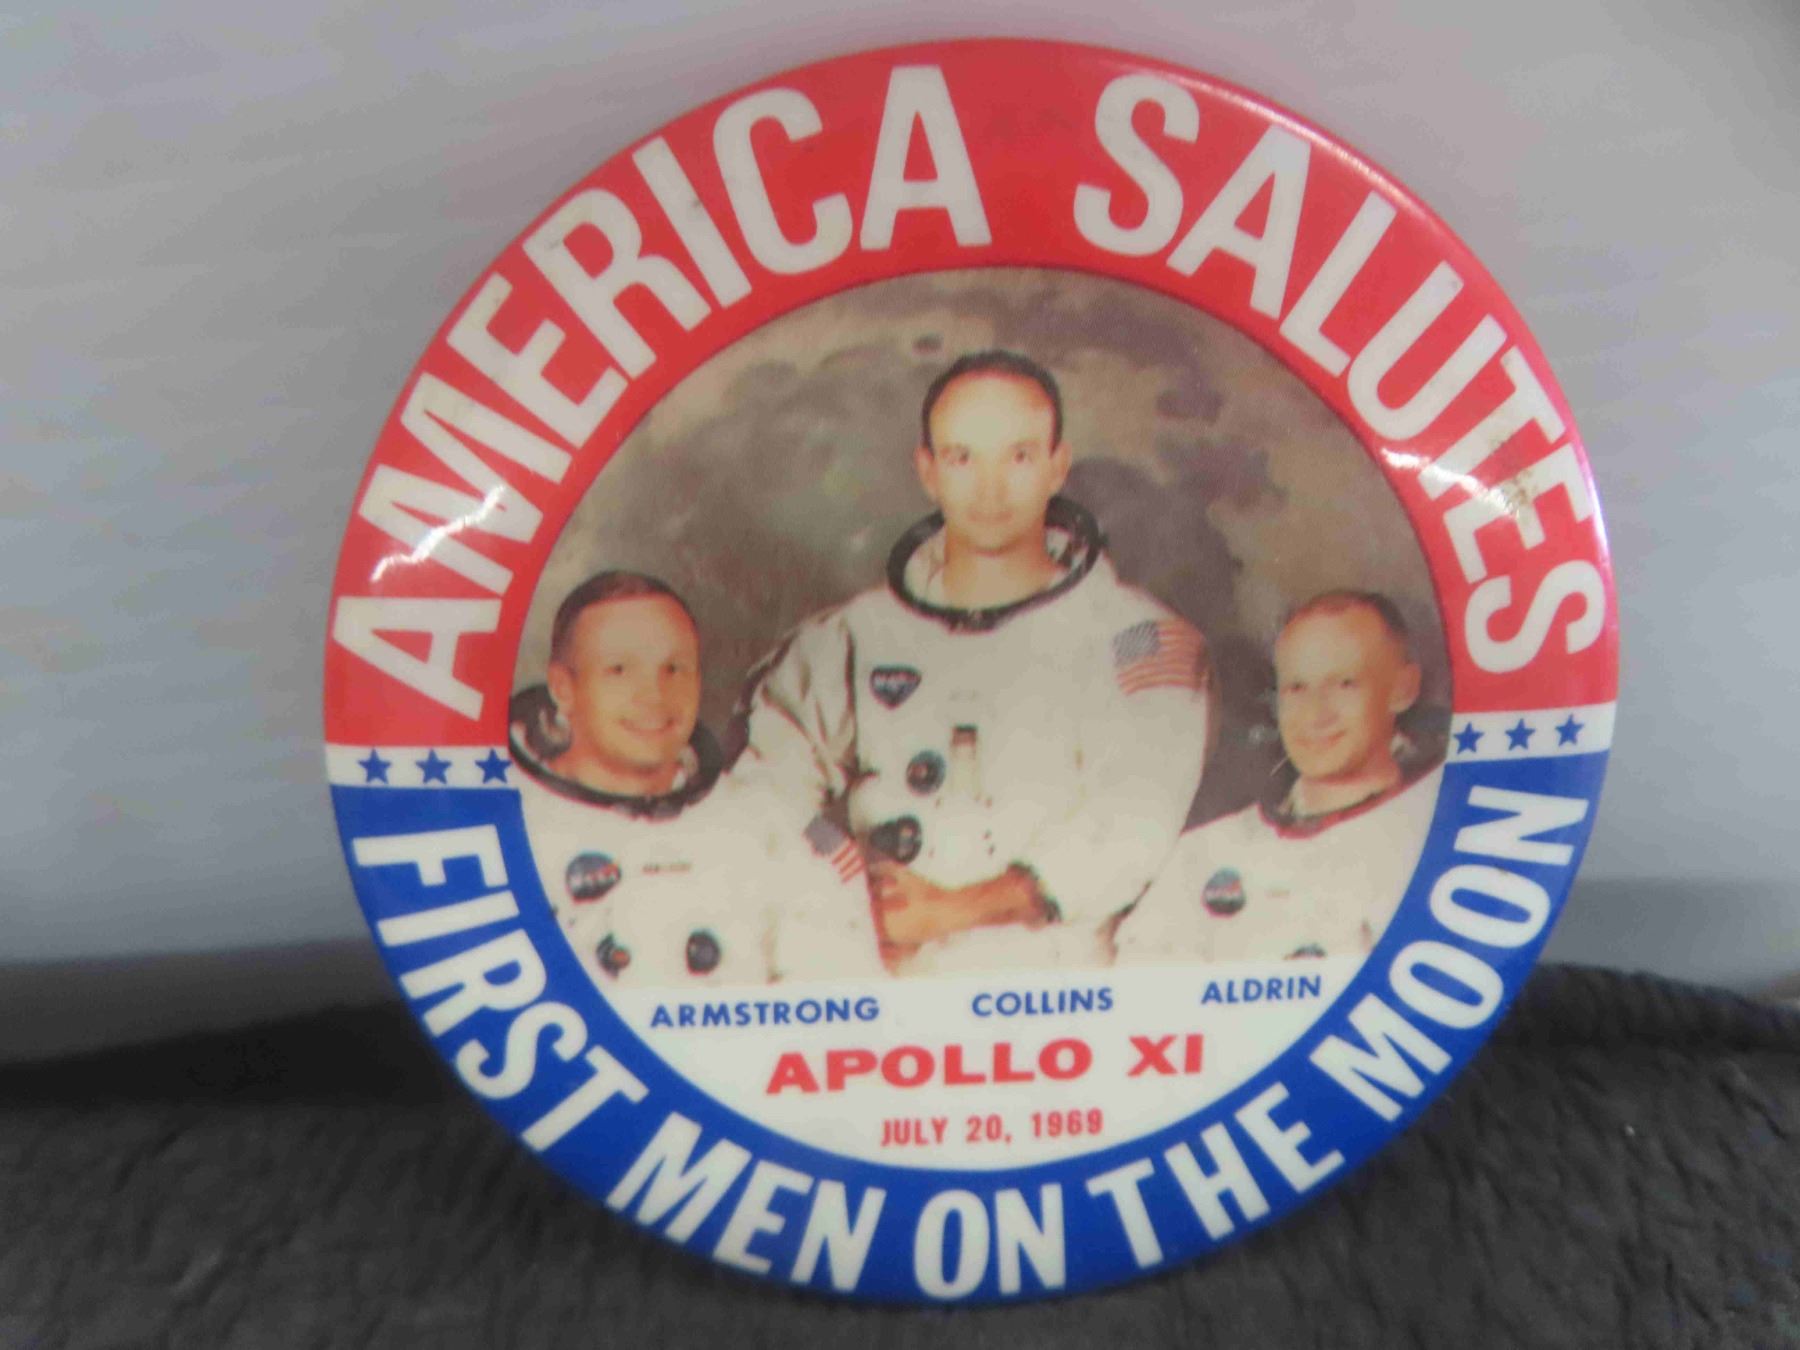 AMERICA SALUTES
ARMSTRONG COLLINS ALDRIN
APOLLO XI
JULY 20, 1969
FIRST MEN ON THE MOON